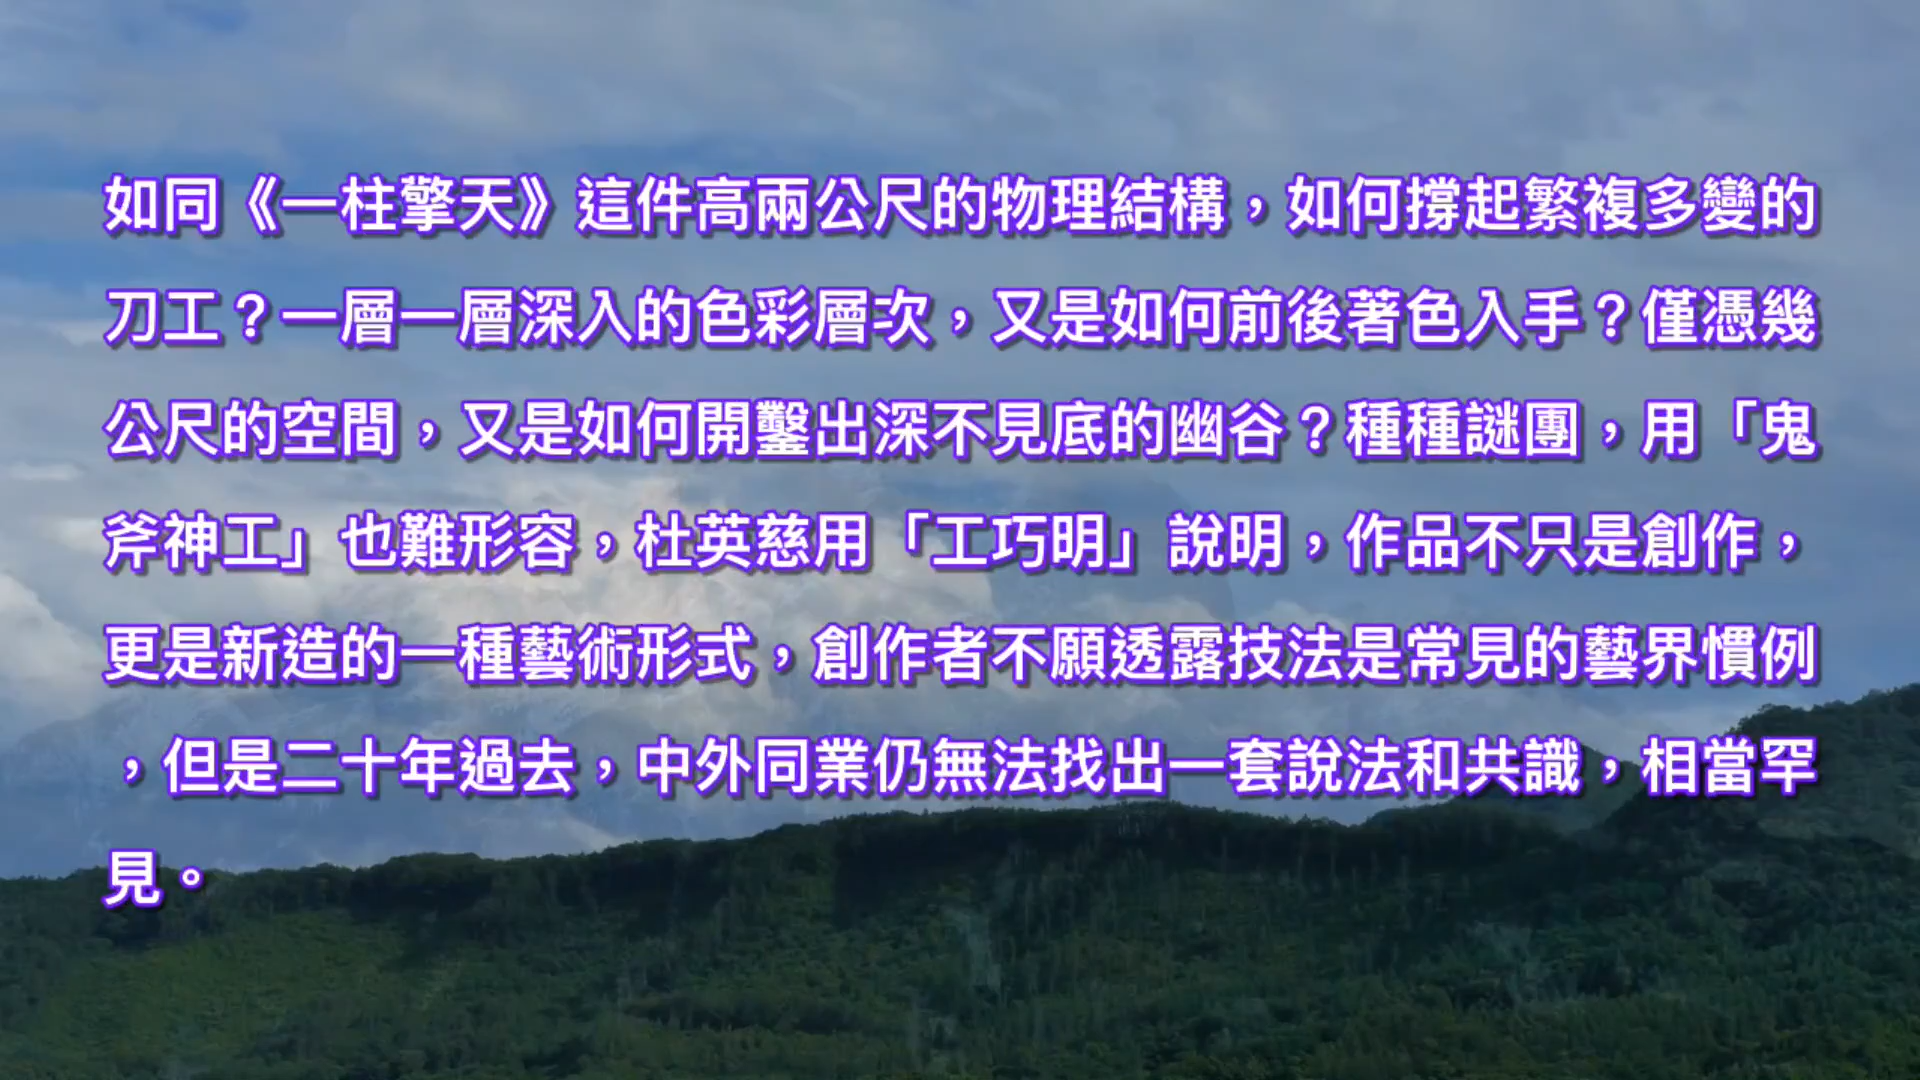 如同《一柱擎天》這件高兩公尺的物理結構，如何撐起繁複多變的
刀工？一層一層深入的色彩層次，又是如何前後著色入手？僅憑幾
公尺的空間，又是如何開鑿出深不見底的幽谷？種種謎團，用「鬼
斧神工」也難形容，杜英慈用「工巧明」說明，作品不只是創作，
更是新造的一種藝術形式，創作者不願透露技法是常見的藝界慣例
，但是二十年過去，中外同業仍無法找出一套說法和共識，相當罕
見。